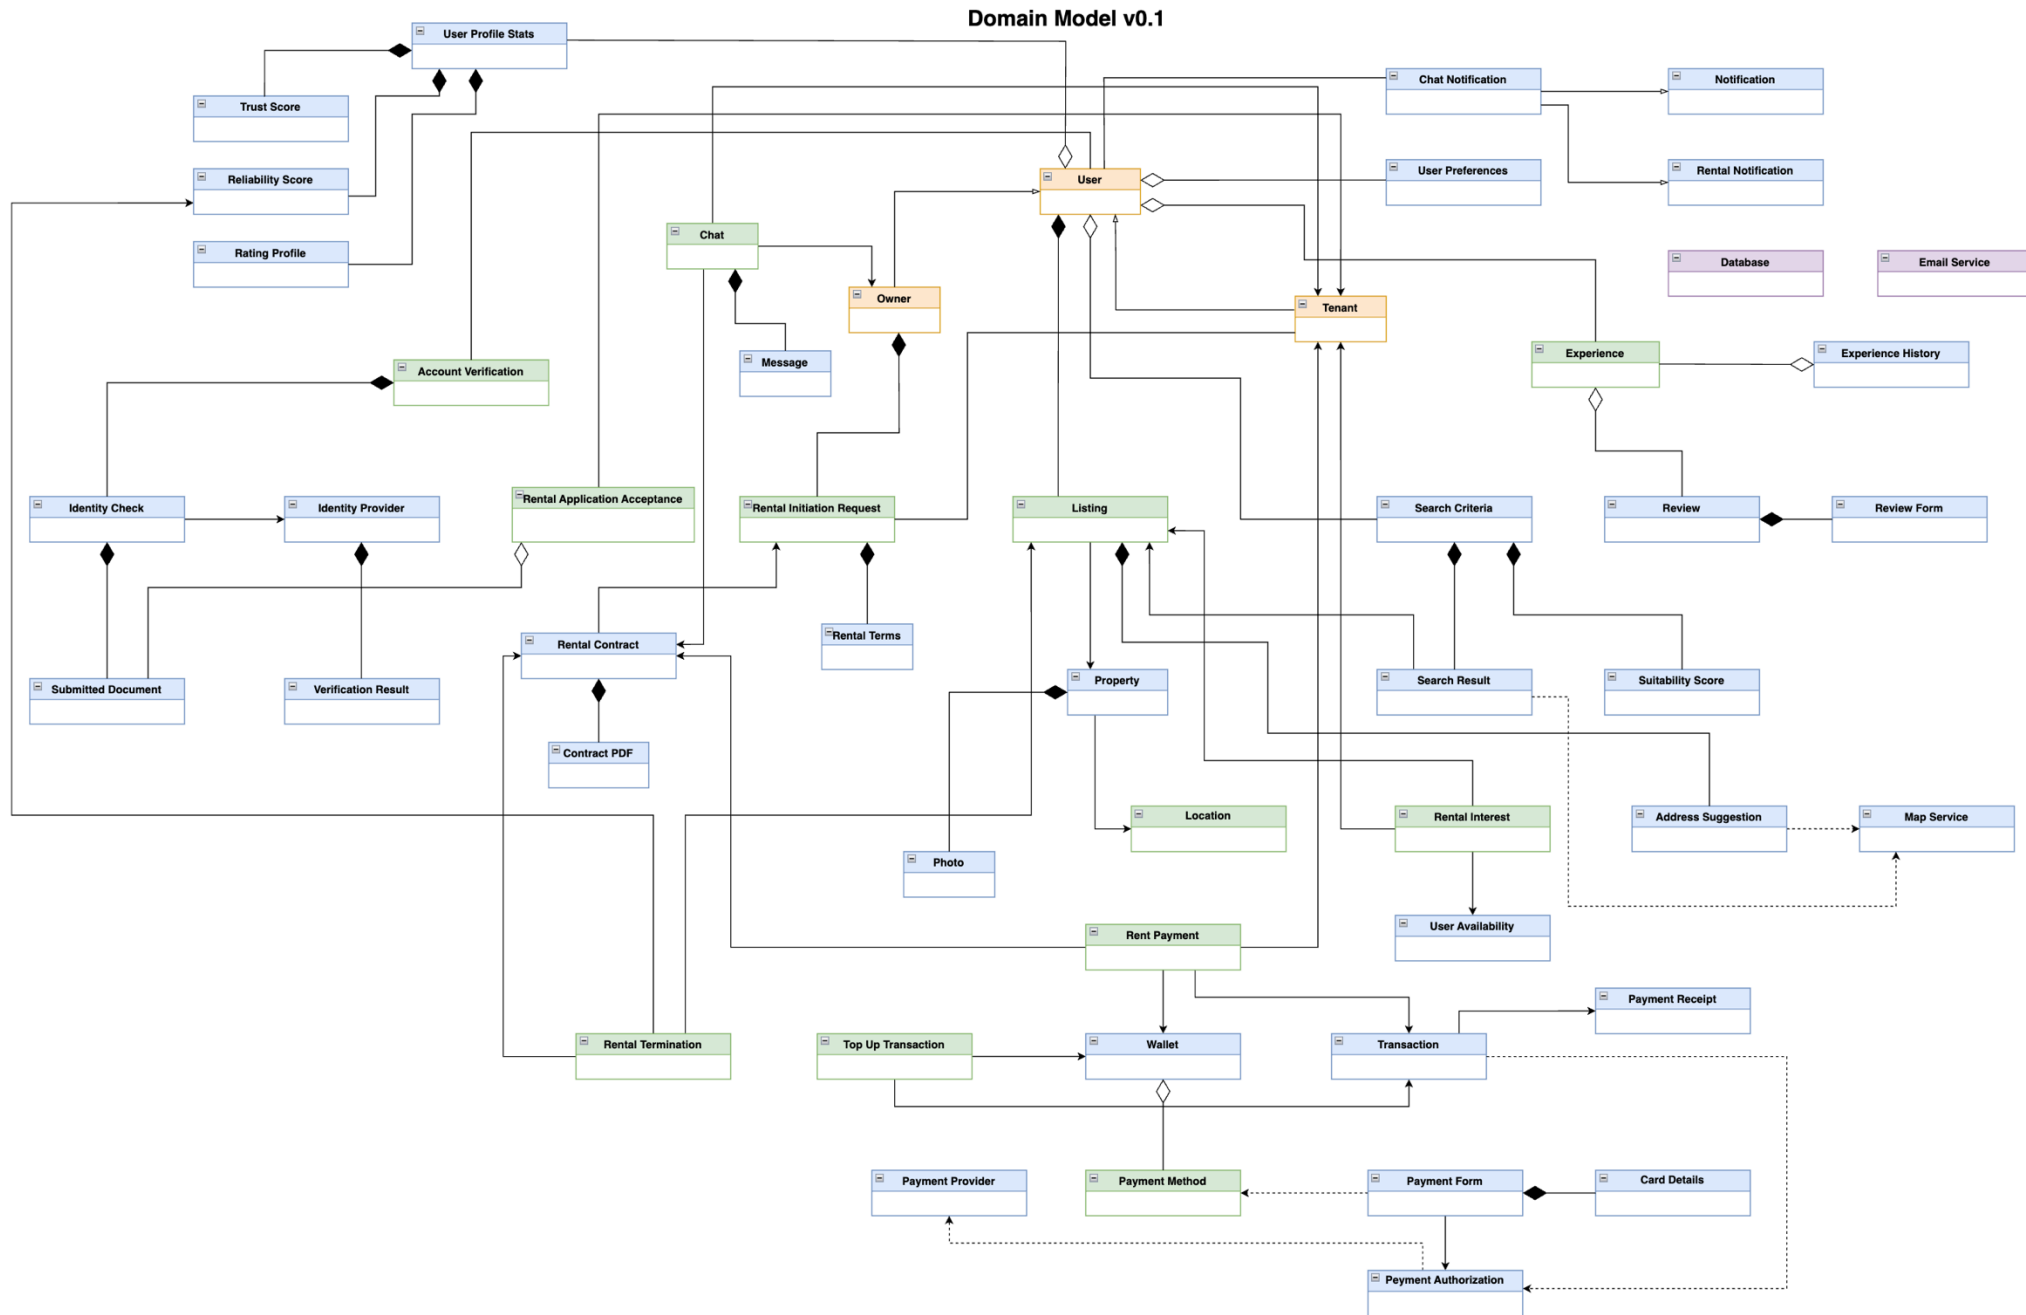 Domain Model v0.1
User Profile Stats
Chat Notification
Notification
Trust Score
User
User Preferences
Rental Notification
Reliability Score
Chat
Rating Profile
Database
Email Service
Owner
Tenant
Message
Account Verification
Experience
Experience History
Identity Check
Identity Provider
Rental Application Acceptance
Rental Initiation Request
Listing
Search Criteria
Review
Review Form
Rental Contract
Rental Terms
Submitted Document
Verification Result
Property
Search Result
Suitability Score
Contract PDF
Location
Rental Interest
Address Suggestion
Map Service
Photo
User Availability
Rent Payment
Payment Receipt
Rental Termination
Top Up Transaction
Wallet
Transaction
Payment Provider
Payment Method
Payment Form
Card Details
Peyment Authorization